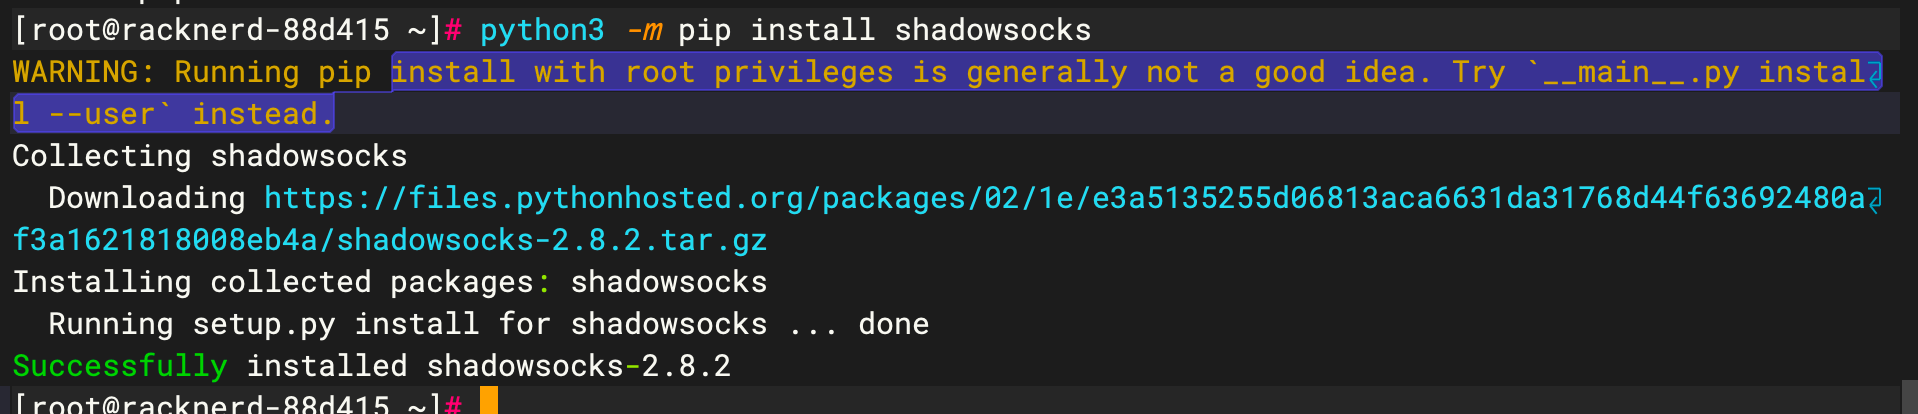 [root@racknerd-88d415 ~]# python3 -m pip install shadowsocks
WARNING: Running pip install with root privileges is generally not a good idea. Try `__main__.py instal
l --user` instead.
Collecting shadowsocks
  Downloading https://files.pythonhosted.org/packages/02/1e/e3a5135255d06813aca6631da31768d44f63692480a
f3a1621818008eb4a/shadowsocks-2.8.2.tar.gz
Installing collected packages: shadowsocks
  Running setup.py install for shadowsocks ... done
Successfully installed shadowsocks-2.8.2
[root@racknerd-88d415 ~]#